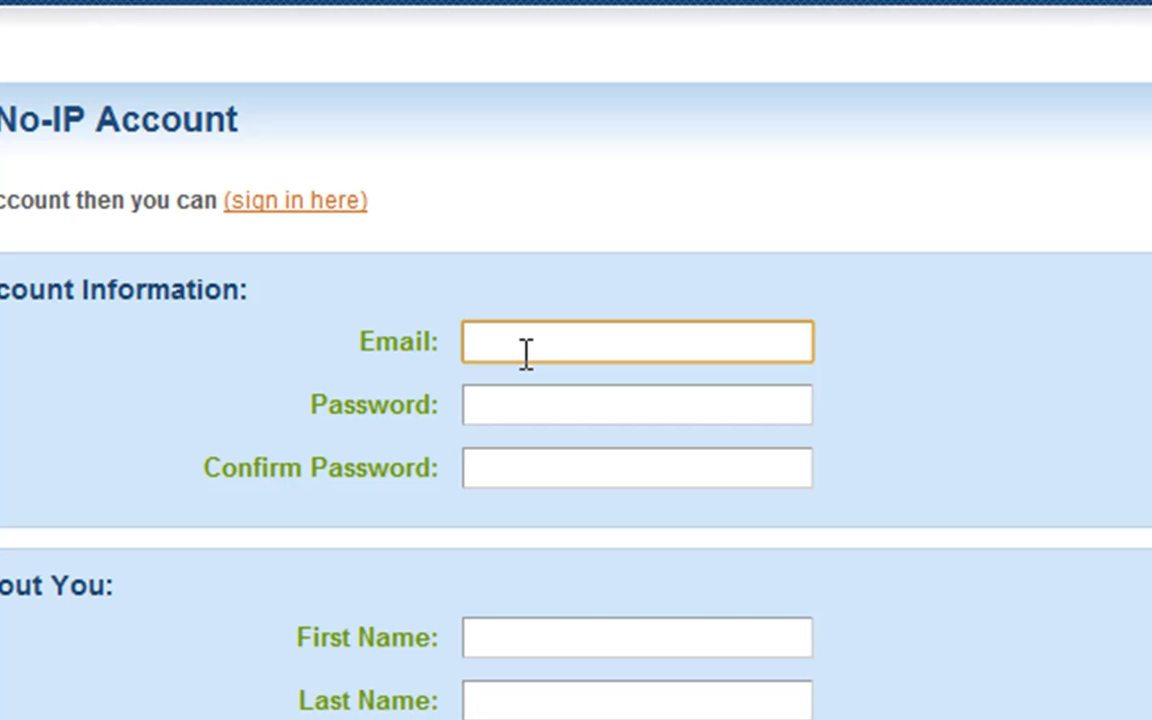 No-IP Account
ccount then you can (sign in here)
count Information:
Email:
Password:
Confirm Password:
out You:
First Name:
Last Name: